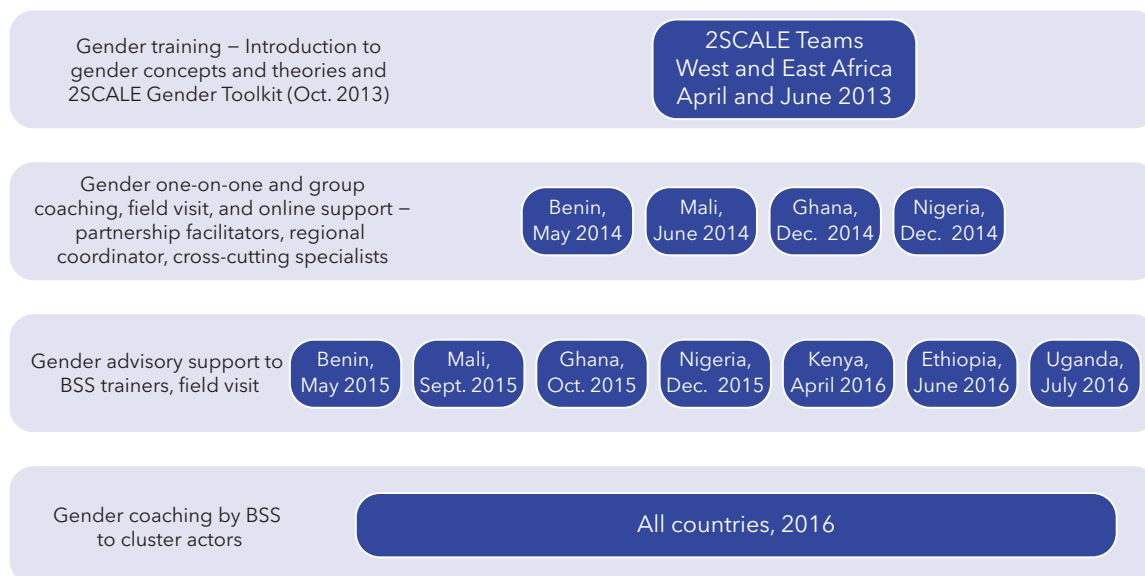 Gender training – Introduction to
gender concepts and theories and
2SCALE Gender Toolkit (Oct. 2013)
2SCALE Teams
West and East Africa
April and June 2013
Gender one-on-one and group
coaching, field visit, and online support –
partnership facilitators, regional
coordinator, cross-cutting specialists
Benin,
May 2014
Mali,
June 2014
Ghana,
Dec. 2014
Nigeria,
Dec. 2014
Gender advisory support to
BSS trainers, field visit
Benin,
May 2015
Mali,
Sept. 2015
Ghana,
Oct. 2015
Nigeria,
Dec. 2015
Kenya,
April 2016
Ethiopia,
June 2016
Uganda,
July 2016
Gender coaching by BSS
to cluster actors
All countries, 2016